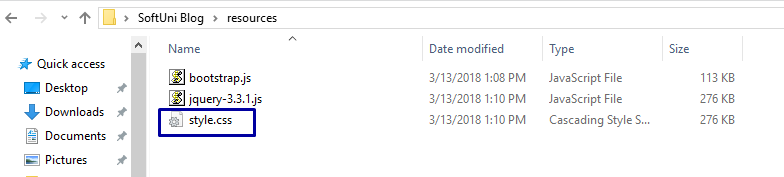 SoftUni Blog > resources
Name Date modified Type Size
Quick access
Desktop
Downloads
Documents
Pictures
bootstrap.js 3/13/2018 1:08 PM JavaScript File 113 KB
jquery-3.3.1.js 3/13/2018 1:10 PM JavaScript File 276 KB
style.css 3/13/2018 1:10 PM Cascading Style S... 276 KB